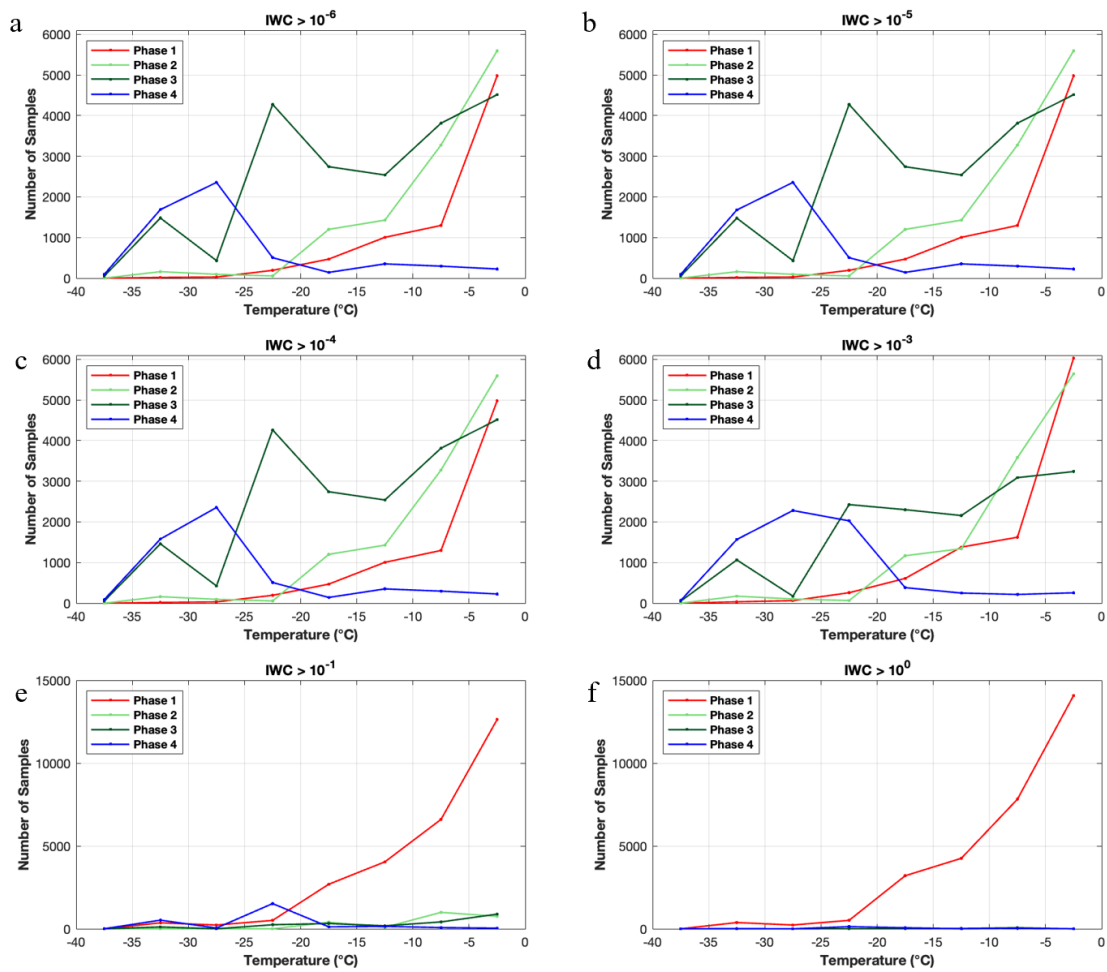 a
IWC > 10-6
6000
5000
4000
3000
2000
1000
0
Number of Samples
Phase 1
Phase 2
Phase 3
Phase 4
-40 -35 -30 -25 -20 -15 -10 -5 0
Temperature (°C)
b
IWC > 10-5
6000
5000
4000
3000
2000
1000
0
Number of Samples
Phase 1
Phase 2
Phase 3
Phase 4
-40 -35 -30 -25 -20 -15 -10 -5 0
Temperature (°C)
c
IWC > 10-4
6000
5000
4000
3000
2000
1000
0
Number of Samples
Phase 1
Phase 2
Phase 3
Phase 4
-40 -35 -30 -25 -20 -15 -10 -5 0
Temperature (°C)
d
IWC > 10-3
6000
5000
4000
3000
2000
1000
0
Number of Samples
Phase 1
Phase 2
Phase 3
Phase 4
-40 -35 -30 -25 -20 -15 -10 -5 0
Temperature (°C)
e
IWC > 10-1
15000
10000
5000
0
Number of Samples
Phase 1
Phase 2
Phase 3
Phase 4
-40 -35 -30 -25 -20 -15 -10 -5 0
Temperature (°C)
f
IWC > 100
15000
10000
5000
0
Number of Samples
Phase 1
Phase 2
Phase 3
Phase 4
-40 -35 -30 -25 -20 -15 -10 -5 0
Temperature (°C)